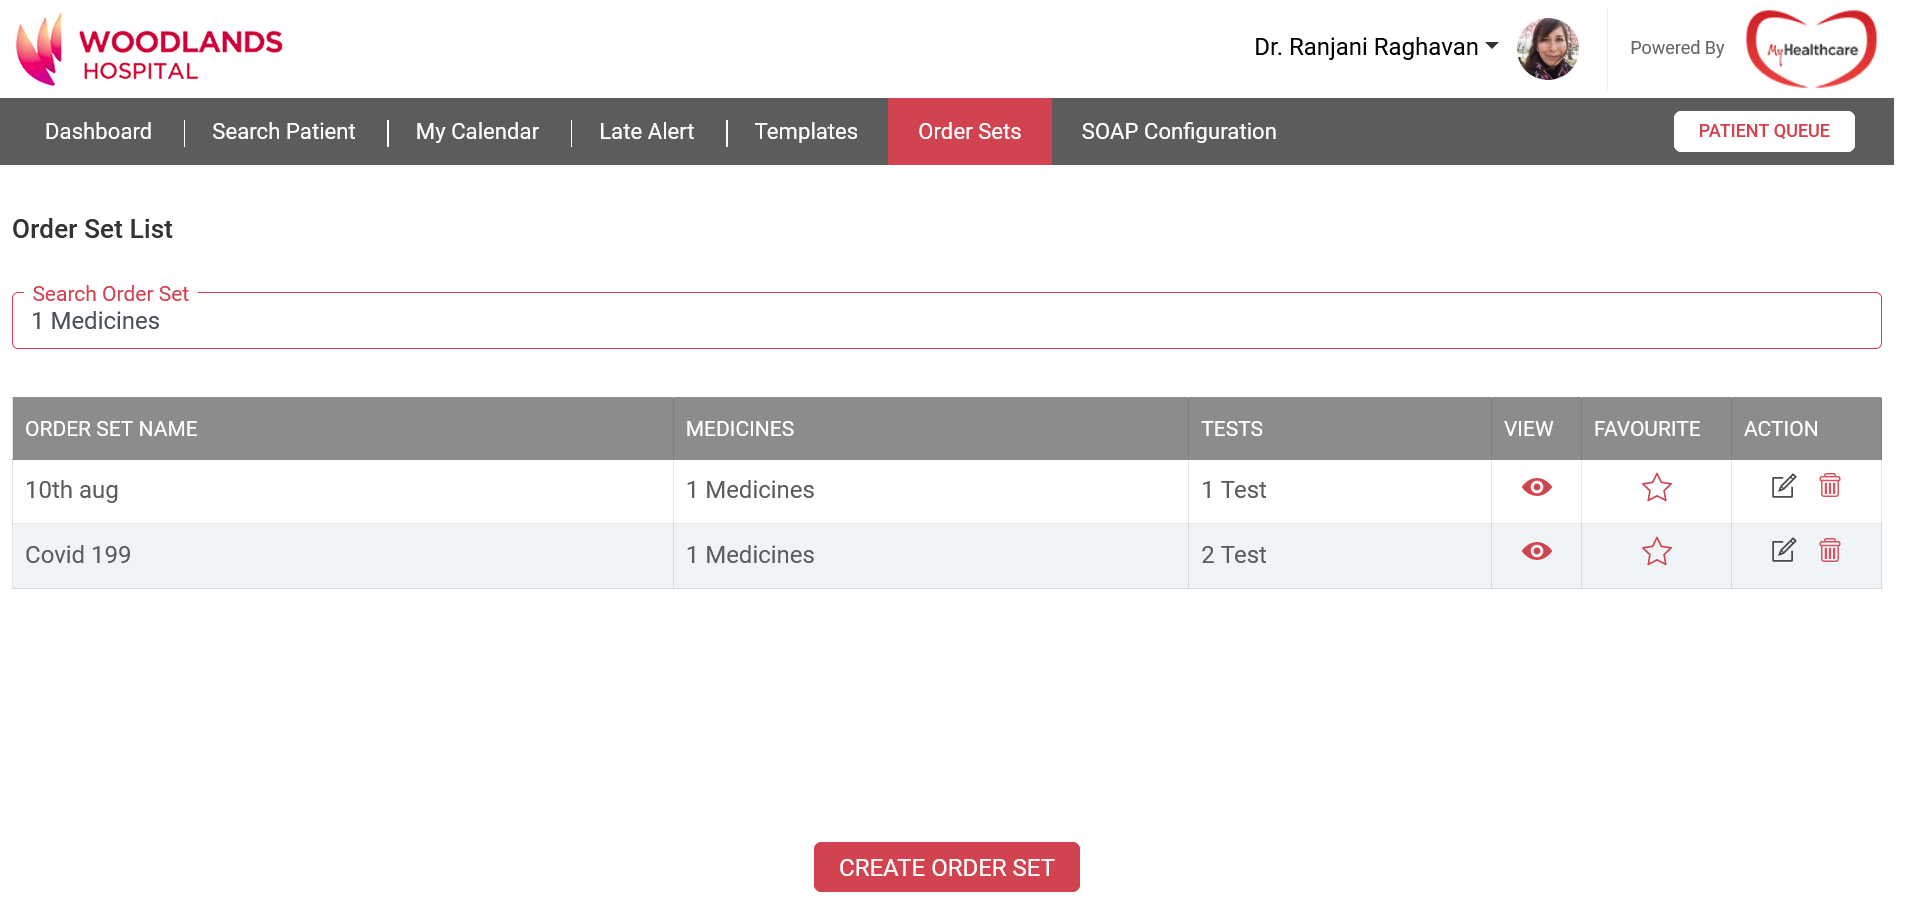 WOODLANDS
HOSPITAL
Dr. Ranjani Raghavan
Powered By
MyHealthcare
Dashboard
Search Patient
My Calendar
Late Alert
Templates
Order Sets
SOAP Configuration
PATIENT QUEUE
Order Set List
Search Order Set
1 Medicines
ORDER SET NAME MEDICINES TESTS VIEW FAVOURITE ACTION
10th aug 1 Medicines 1 Test
Covid 199 1 Medicines 2 Test
CREATE ORDER SET